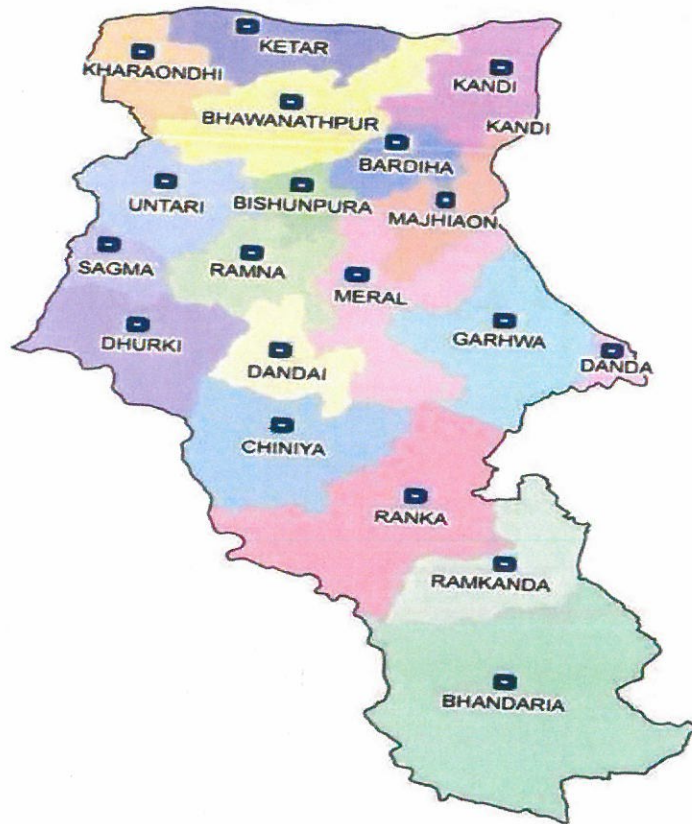 KETAR
KHARAONDHI
KANDI
BHAWANATHPUR
KANDI
BARDIHA
UNTARI
BISHUNPURA
MAJHIAON
SAGMA
RAMNA
MERAL
DHURKI
GARHWA
DANDAI
DANDA
CHINIYA
RANKA
RAMKANDA
BHANDARIA